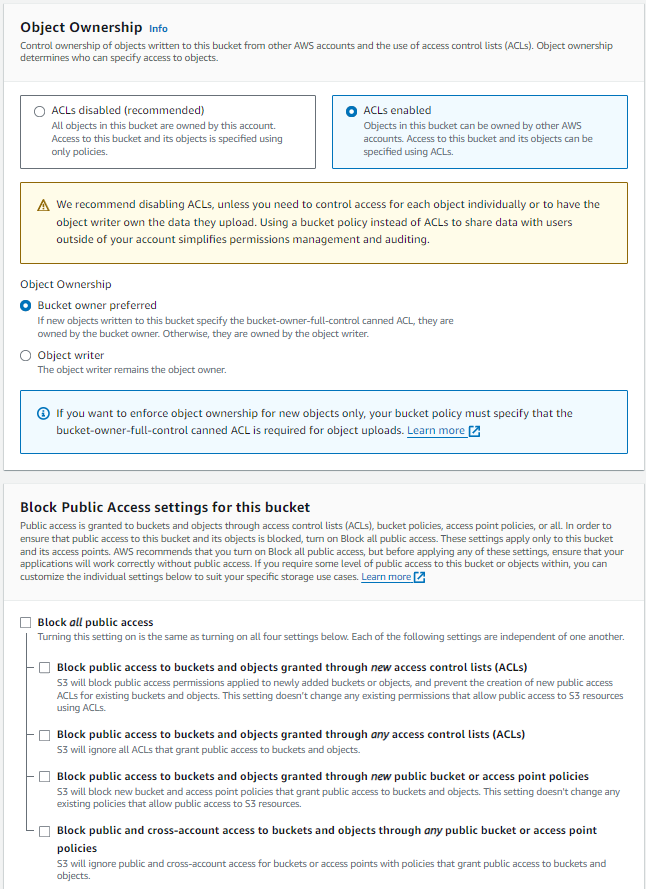 Object Ownership Info
Control ownership of objects written to this bucket from other AWS accounts and the use of access control lists (ACLs). Object ownership
determines who can specify access to objects.
ACLs disabled (recommended)
All objects in this bucket are owned by this account.
Access to this bucket and its objects is specified using
only policies.
ACLs enabled
Objects in this bucket can be owned by other AWS
accounts. Access to this bucket and its objects can be
specified using ACLs.
We recommend disabling ACLs, unless you need to control access for each object individually or to have the
object writer own the data they upload. Using a bucket policy instead of ACLs to share data with users
outside of your account simplifies permissions management and auditing.
Object Ownership
Bucket owner preferred
If new objects written to this bucket specify the bucket-owner-full-control canned ACL, they are
owned by the bucket owner. Otherwise, they are owned by the object writer.
Object writer
The object writer remains the object owner.
If you want to enforce object ownership for new objects only, your bucket policy must specify that the
bucket-owner-full-control canned ACL is required for object uploads. Learn more
Block Public Access settings for this bucket
Public access is granted to buckets and objects through access control lists (ACLs), bucket policies, access point policies, or all. In order to
ensure that public access to this bucket and its objects is blocked, turn on Block all public access. These settings apply only to this bucket
and its access points. AWS recommends that you turn on Block all public access, but before applying any of these settings, ensure that your
applications will work correctly without public access. If you require some level of public access to this bucket or objects within, you can
customize the individual settings below to suit your specific storage use cases. Learn more
Block all public access
Turning this setting on is the same as turning on all four settings below. Each of the following settings are independent of one another.
Block public access to buckets and objects granted through new access control lists (ACLs)
S3 will block public access permissions applied to newly added buckets or objects, and prevent the creation of new public access
ACLs for existing buckets and objects. This setting doesn't change any existing permissions that allow public access to S3 resources
using ACLs.
Block public access to buckets and objects granted through any access control lists (ACLs)
S3 will ignore all ACLs that grant public access to buckets and objects.
Block public access to buckets and objects granted through new public bucket or access point policies
S3 will block new bucket and access point policies that grant public access to buckets and objects. This setting doesn't change any
existing policies that allow public access to S3 resources.
Block public and cross-account access to buckets and objects through any public bucket or access point
policies
S3 will ignore public and cross-account access for buckets or access points with policies that grant public access to buckets and
objects.